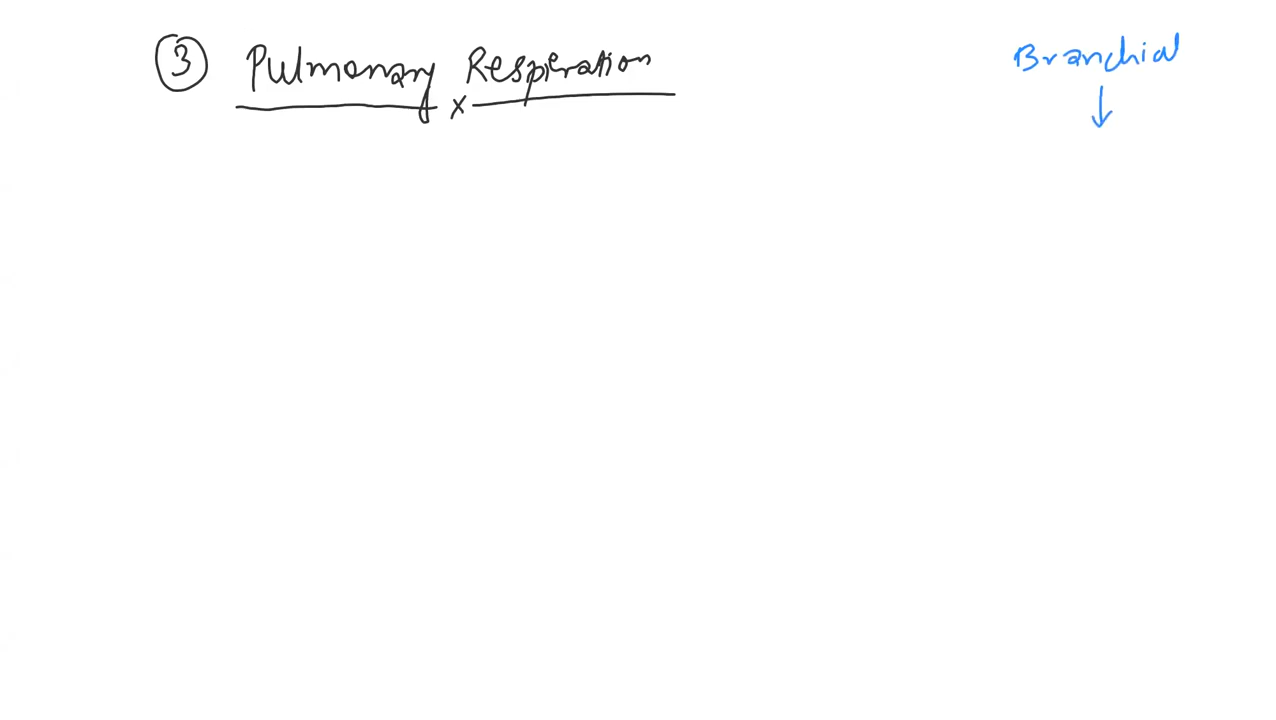 ③ Pulmonary Respiration
x
Branchial
↓